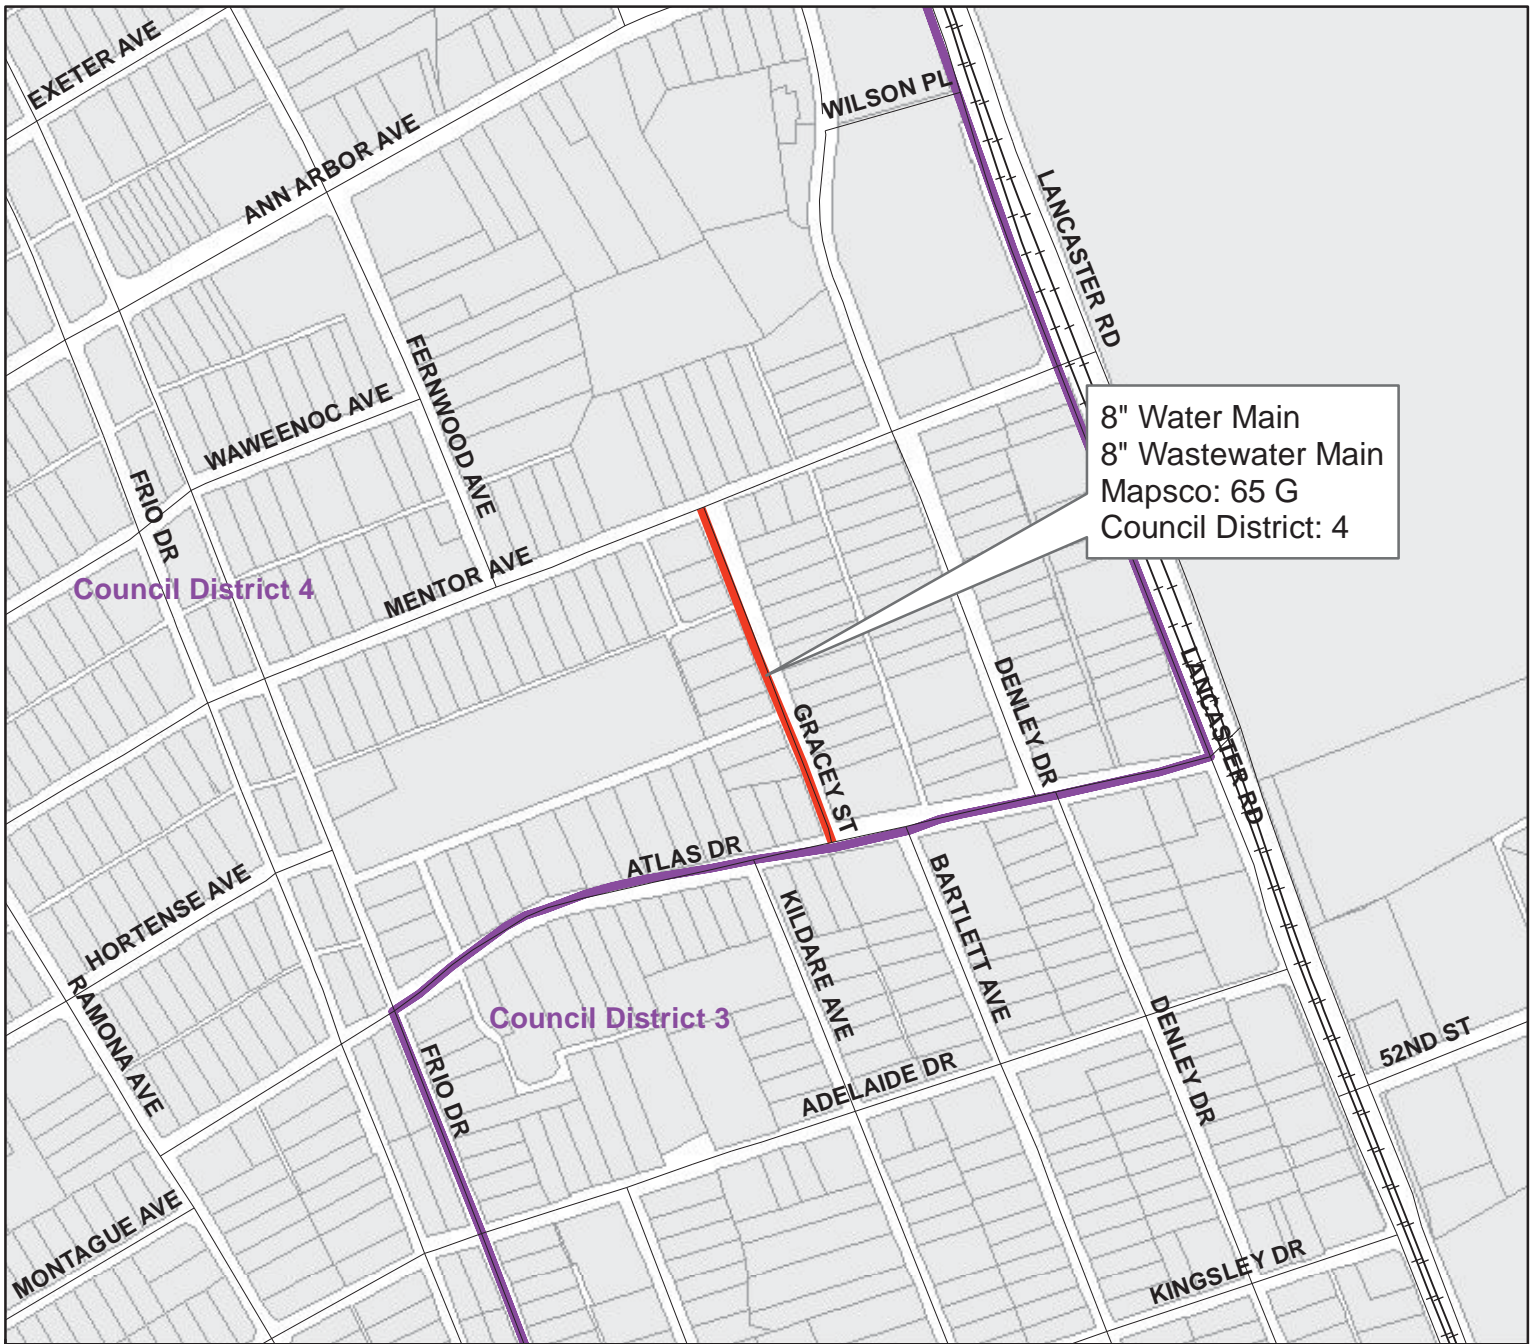 EXETER AVE
WILSON PL
ANN ARBOR AVE
LANCASTER RD
FERNWOOD AVE
WAWEENOC AVE
8" Water Main
8" Wastewater Main
Mapsco: 65 G
Council District: 4
FRIO DR
MENTOR AVE
Council District 4
DENLEY DR
LANCASTER RD
GRACEY ST
ATLAS DR
HORTENSE AVE
KILDARE AVE
BARTLETT AVE
RAMONA AVE
Council District 3
FRIO DR
DENLEY DR
52ND ST
ADELAIDE DR
MONTAGUE AVE
KINGSLEY DR